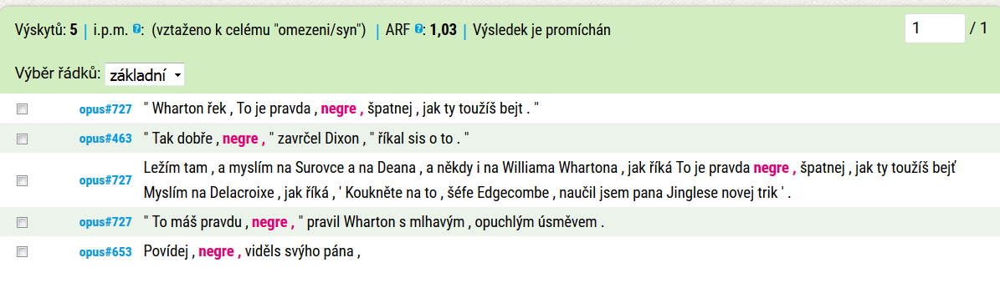 Výskytů: 5 | i.p.m. ?: (vztaženo k celému "omezeni/syn") | ARF ?: 1,03 | Výsledek je promíchán 1 / 1
Výběr řádků: základní
opus#727 " Wharton řek , To je pravda , negre , špatnej , jak ty toužíš bejt . "
opus#463 " Tak dobře , negre , " zavrčel Dixon , " říkal sis o to . "
Ležím tam , a myslím na Surovce a na Deana , a někdy i na Williama Whartona , jak říká To je pravda negre , špatnej , jak ty toužíš bejť
opus#727 Myslím na Delacroixe , jak říká , ' Koukněte na to , šéfe Edgecombe , naučil jsem pana Jinglese novej trik ' .
opus#727 " To máš pravdu , negre , " pravil Wharton s mlhavým , opuchlým úsměvem .
opus#653 Povídej , negre , viděls svýho pána ,